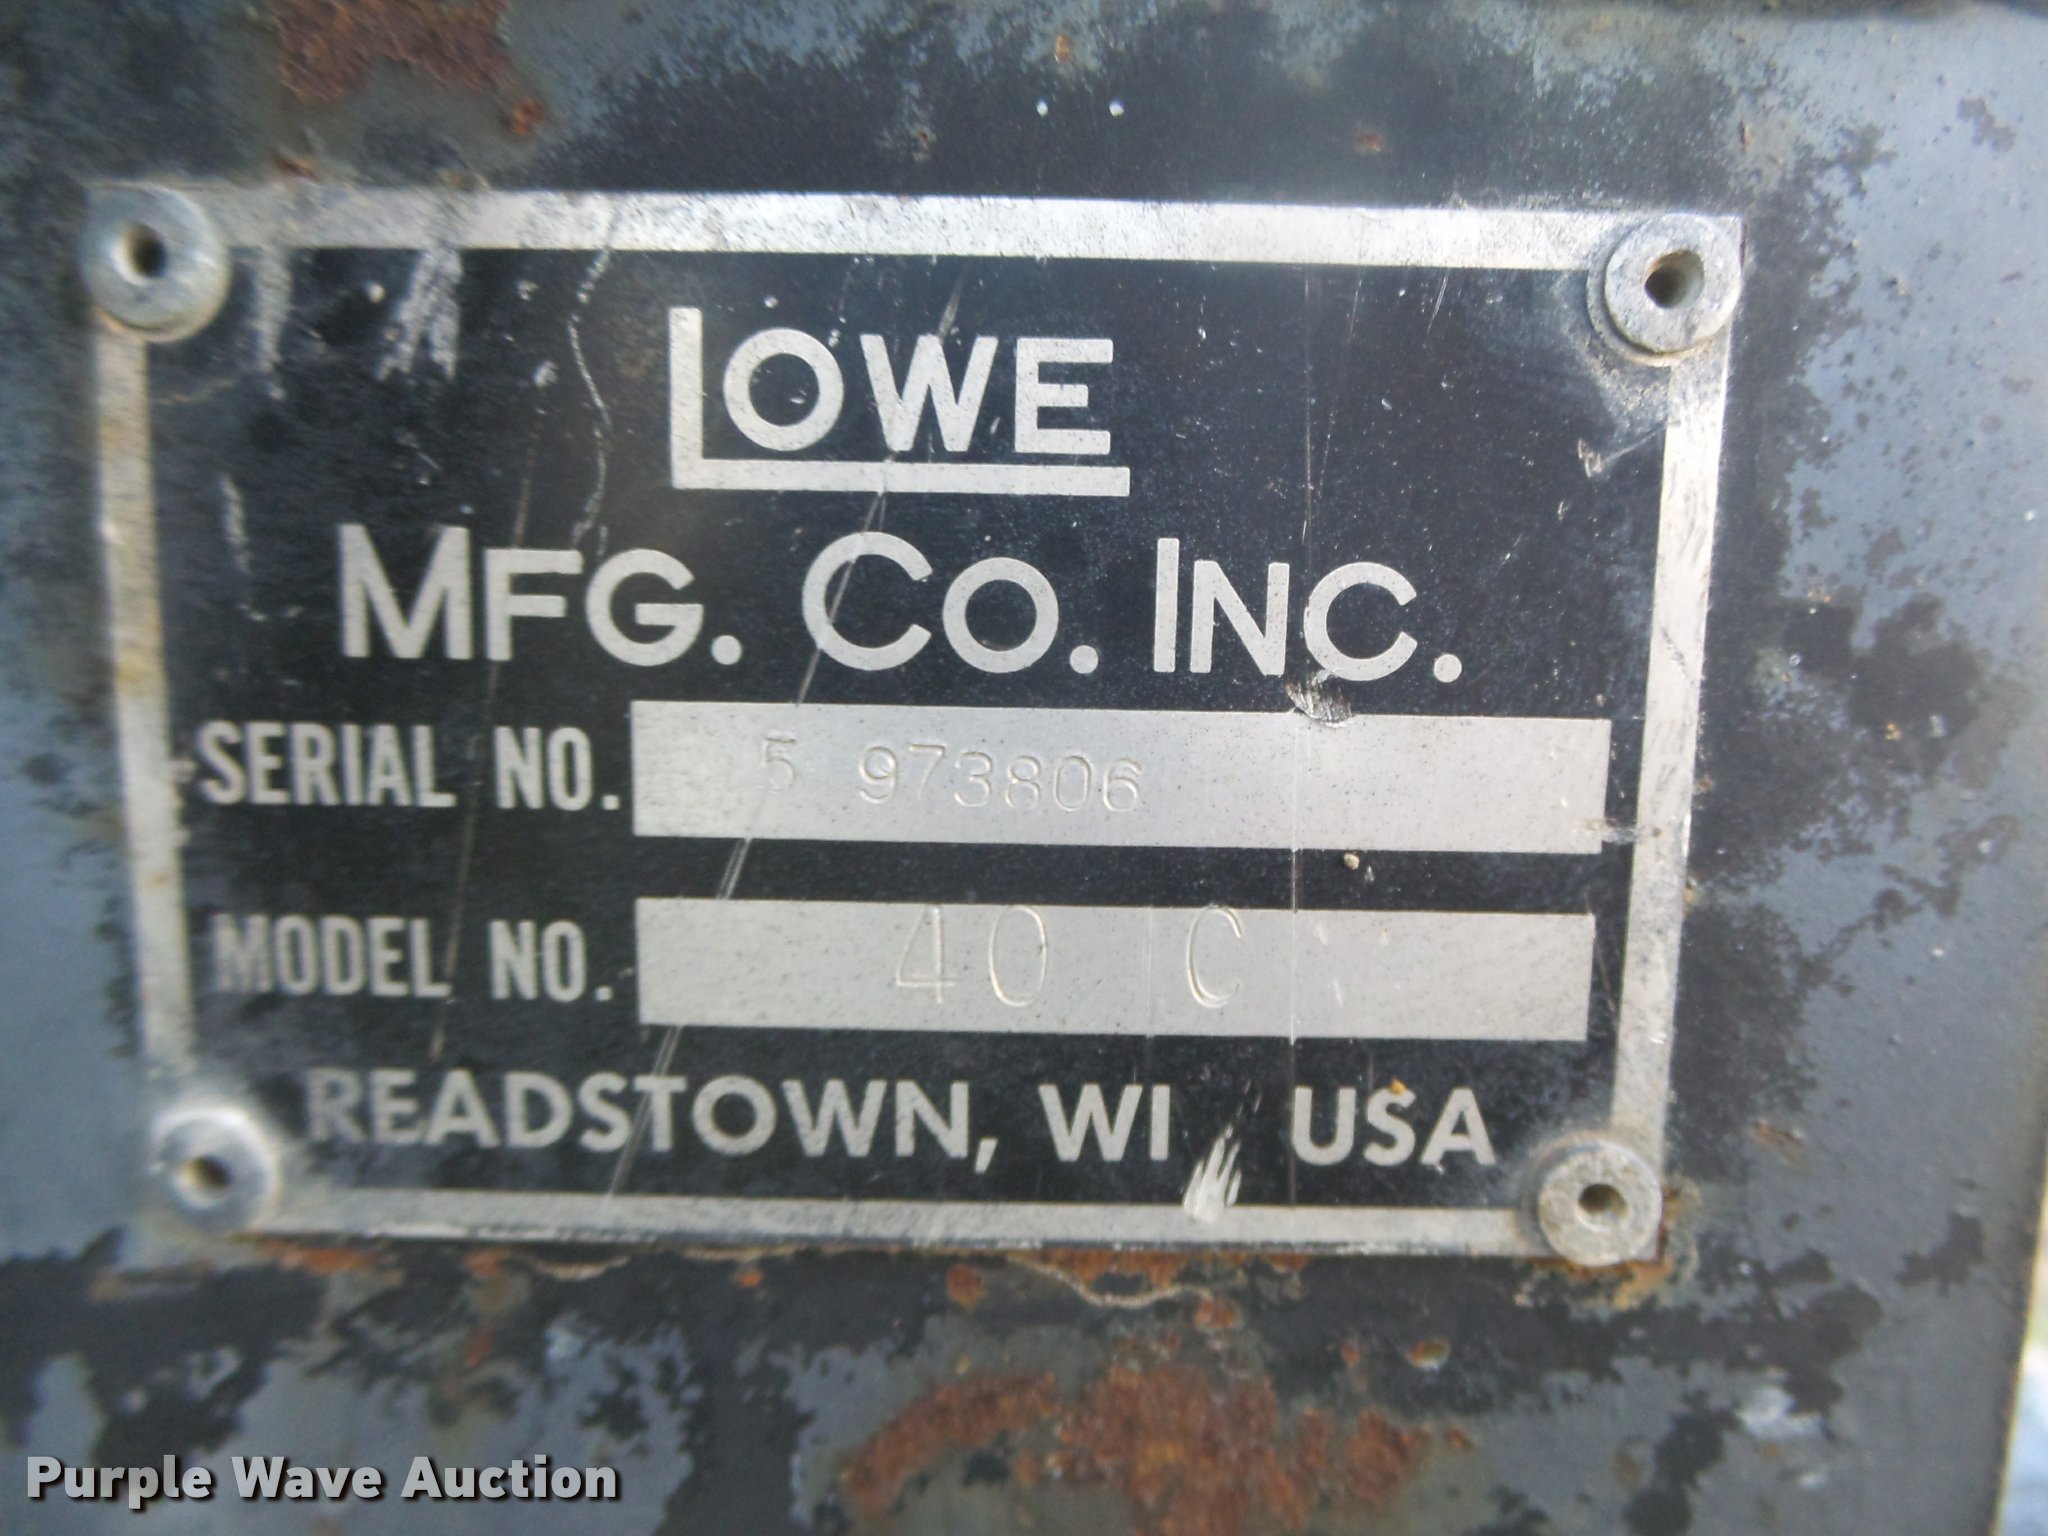 LOWE
MFG. CO. INC.
SERIAL NO. 5 973806
MODEL NO. 40 C
READSTOWN, WI USA
Purple Wave Auction